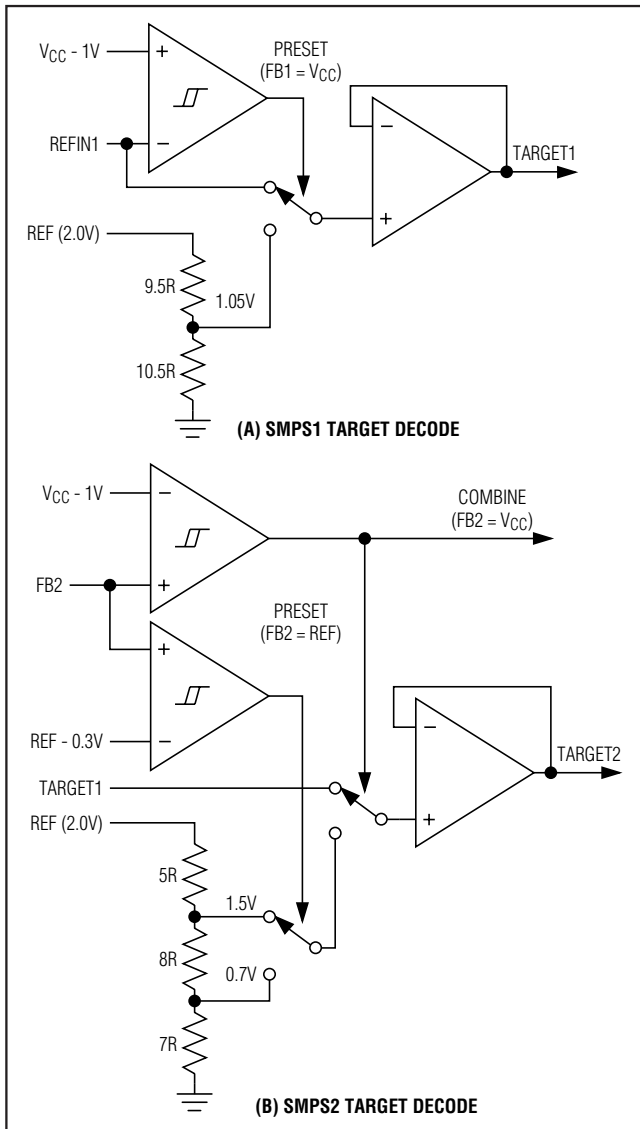 V_CC - 1V
+
PRESET
(FB1 = V_CC)
REFIN1
−
−
TARGET1
+
REF (2.0V)
9.5R
1.05V
10.5R
(A) SMPS1 TARGET DECODE
V_CC - 1V
−
COMBINE
(FB2 = V_CC)
FB2
+
PRESET
(FB2 = REF)
+
REF - 0.3V
−
−
TARGET2
TARGET1
+
REF (2.0V)
5R
1.5V
8R
0.7V
7R
(B) SMPS2 TARGET DECODE